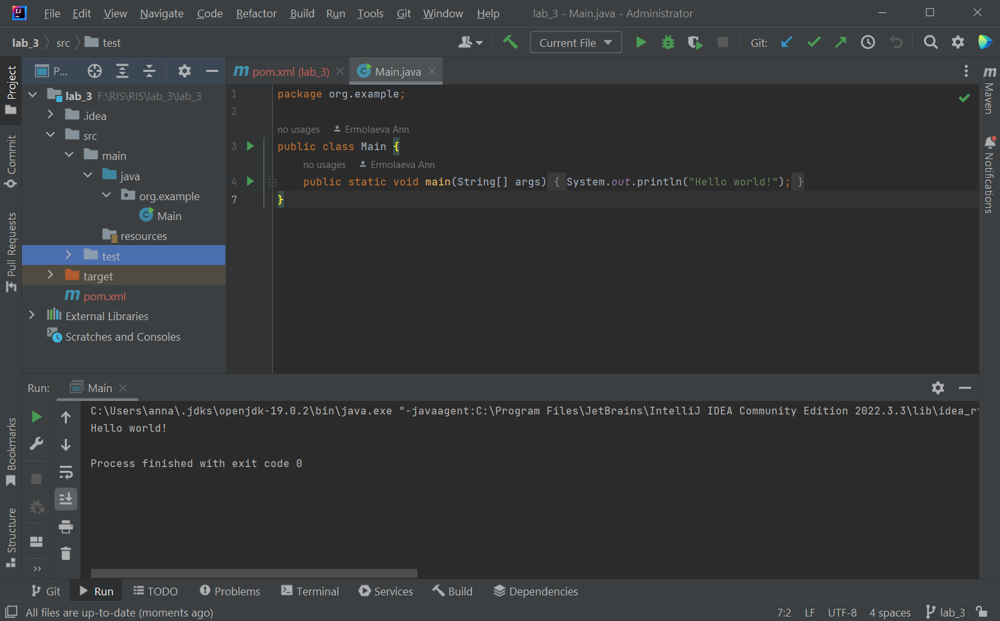 File Edit View Navigate Code Refactor Build Run Tools Git Window Help lab_3 - Main.java - Administrator
lab_3 src test Current File Git:
P... pom.xml (lab_3) Main.java
Project
Commit
Pull Requests
Bookmarks
Structure
lab_3 F:\RIS\RIS\lab_3\lab_3
.idea
src
main
java
org.example
Main
resources
test
target
pom.xml
External Libraries
Scratches and Consoles
1 package org.example;
2
no usages Ermolaeva Ann
3 public class Main {
no usages Ermolaeva Ann
4 public static void main(String[] args) { System.out.println("Hello world!"); }
7 }
Maven
Notifications
Run: Main
C:\Users\anna\.jdks\openjdk-19.0.2\bin\java.exe "-javaagent:C:\Program Files\JetBrains\IntelliJ IDEA Community Edition 2022.3.3\lib\idea_r
Hello world!
Process finished with exit code 0
Git Run TODO Problems Terminal Services Build Dependencies
All files are up-to-date (moments ago) 7:2 LF UTF-8 4 spaces lab_3